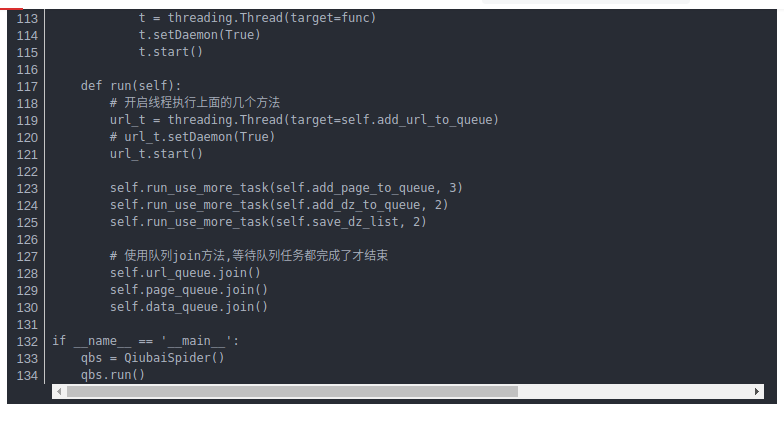 113             t = threading.Thread(target=func)
114             t.setDaemon(True)
115             t.start()
116
117     def run(self):
118         # 开启线程执行上面的几个方法
119         url_t = threading.Thread(target=self.add_url_to_queue)
120         # url_t.setDaemon(True)
121         url_t.start()
122
123         self.run_use_more_task(self.add_page_to_queue, 3)
124         self.run_use_more_task(self.add_dz_to_queue, 2)
125         self.run_use_more_task(self.save_dz_list, 2)
126
127         # 使用队列join方法,等待队列任务都完成了才结束
128         self.url_queue.join()
129         self.page_queue.join()
130         self.data_queue.join()
131
132 if __name__ == '__main__':
133     qbs = QiubaiSpider()
134     qbs.run()